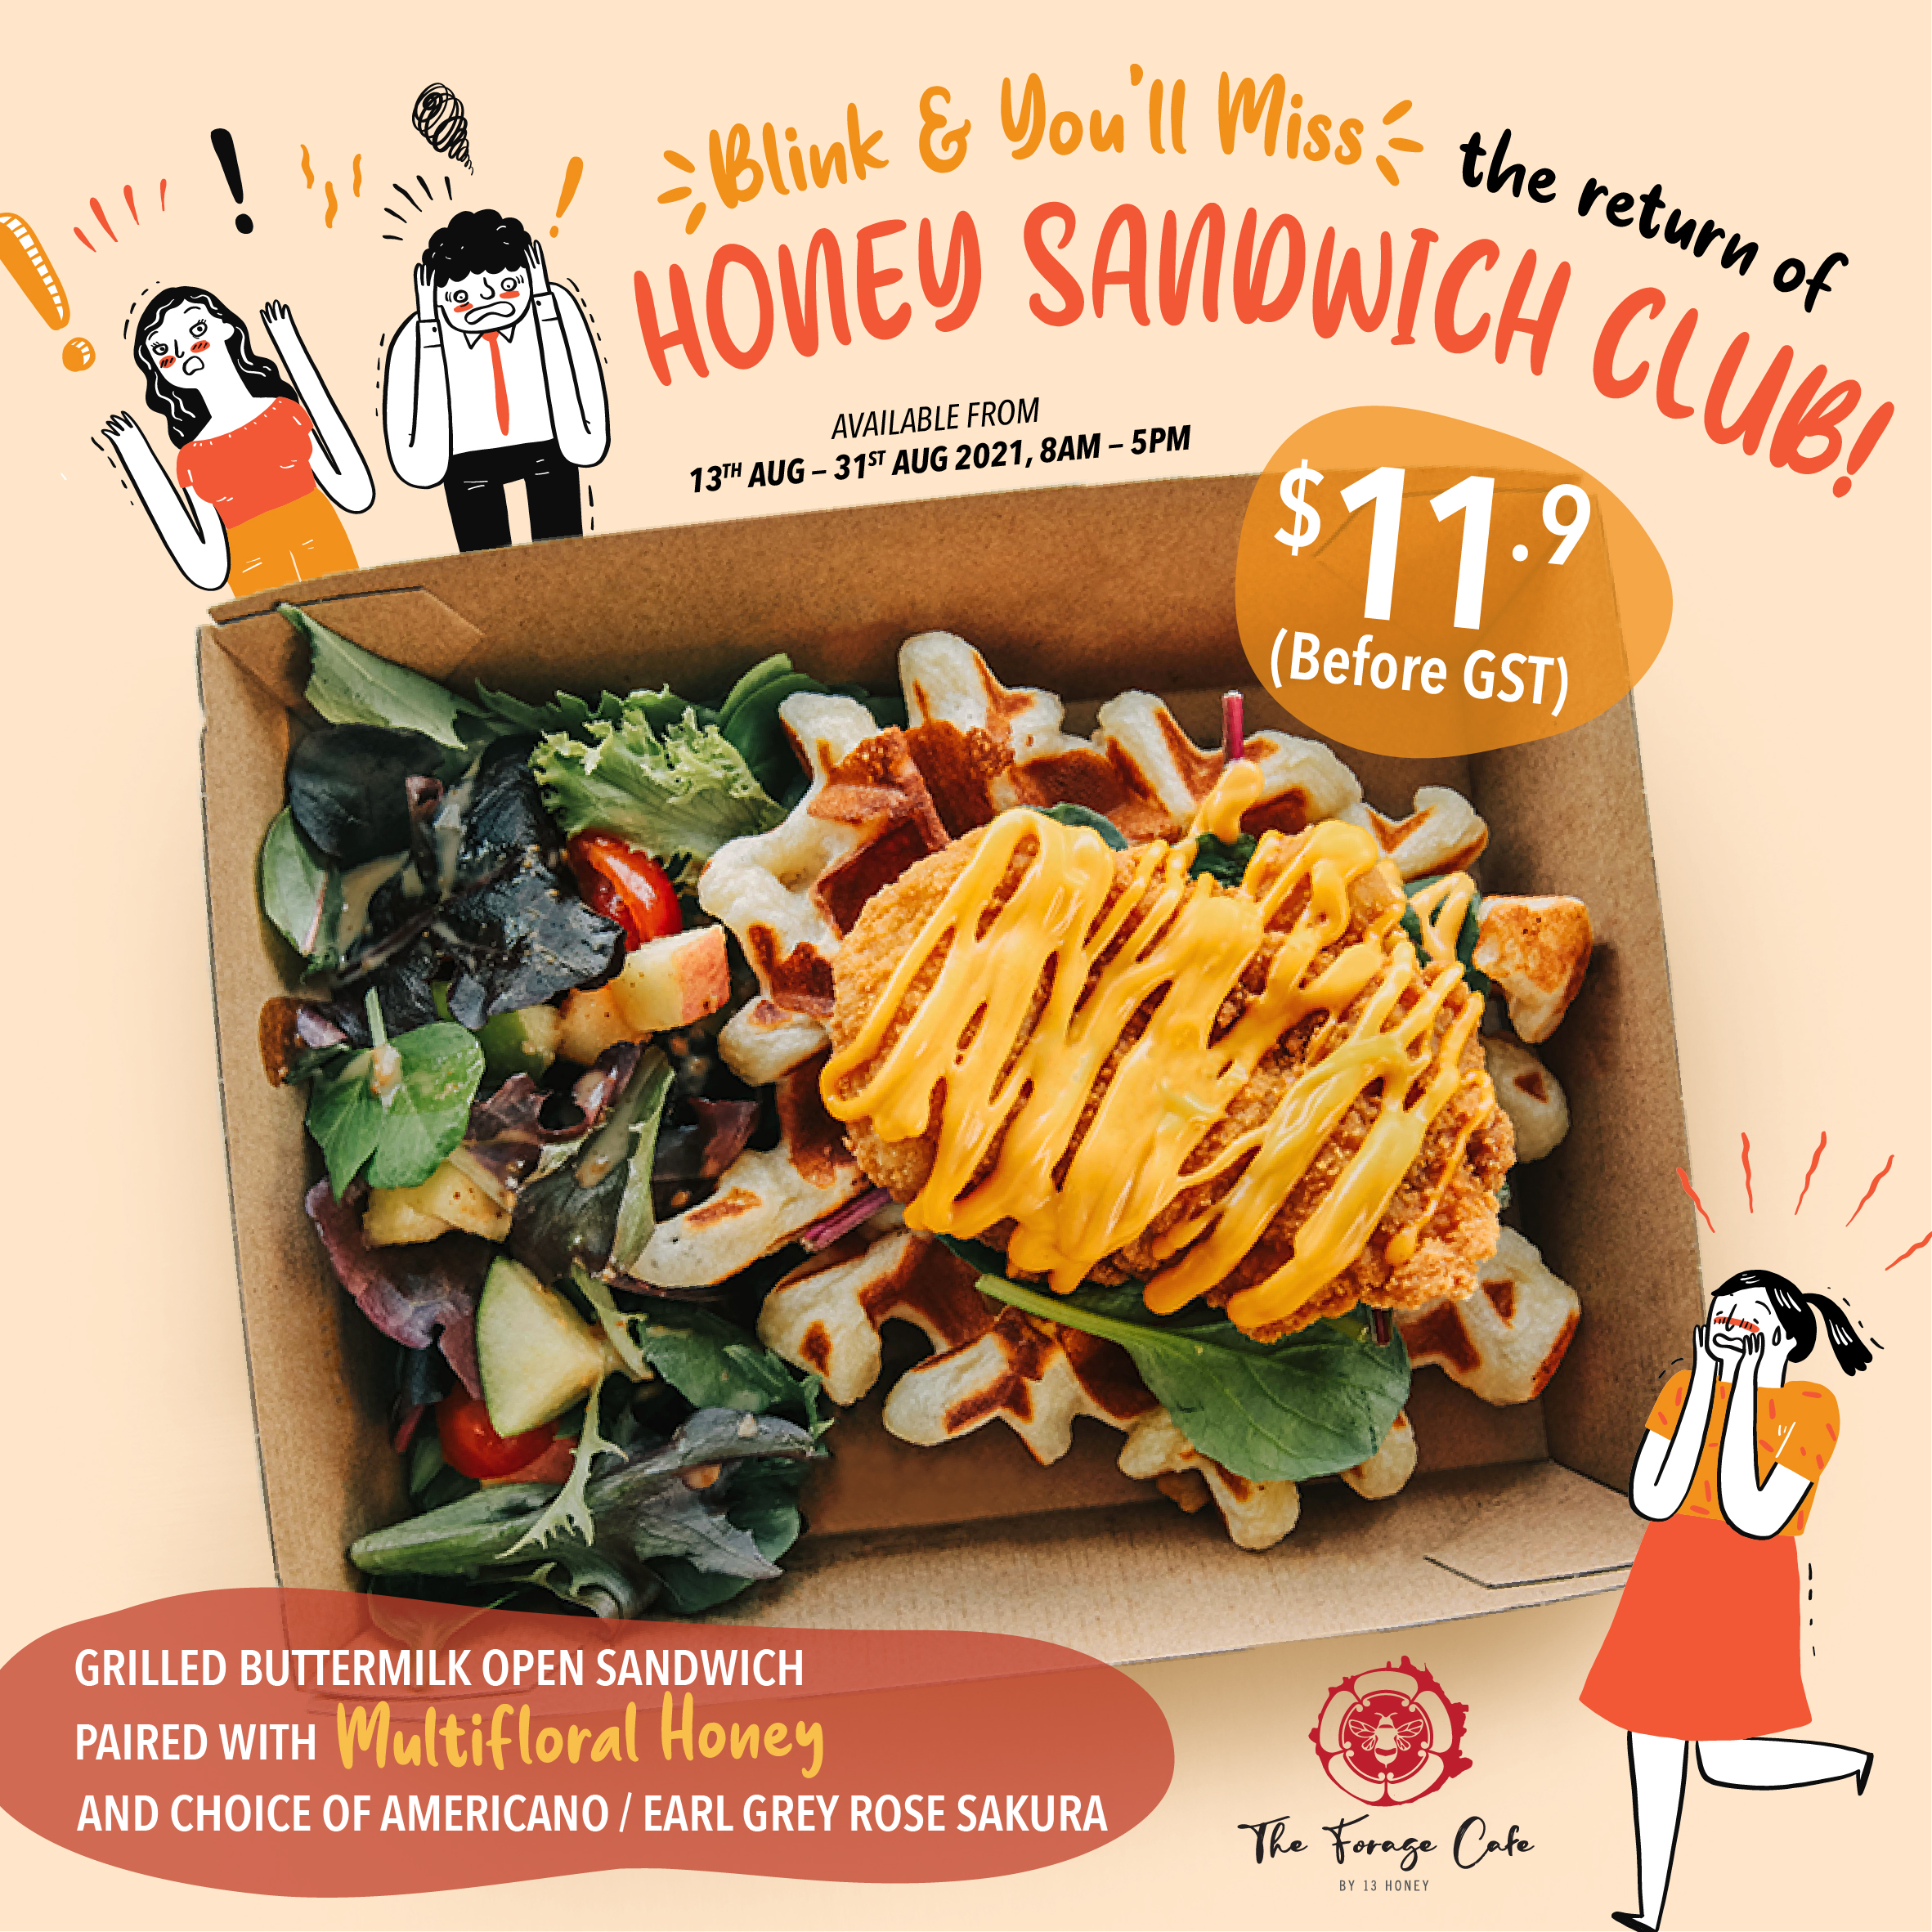 Blink & You'll Miss the return of
HONEY SANDWICH CLUB!
AVAILABLE FROM
13TH AUG – 31ST AUG 2021, 8AM – 5PM
$11.9
(Before GST)
GRILLED BUTTERMILK OPEN SANDWICH
PAIRED WITH Multifloral Honey
AND CHOICE OF AMERICANO / EARL GREY ROSE SAKURA
The Forage Cafe
BY 13 HONEY